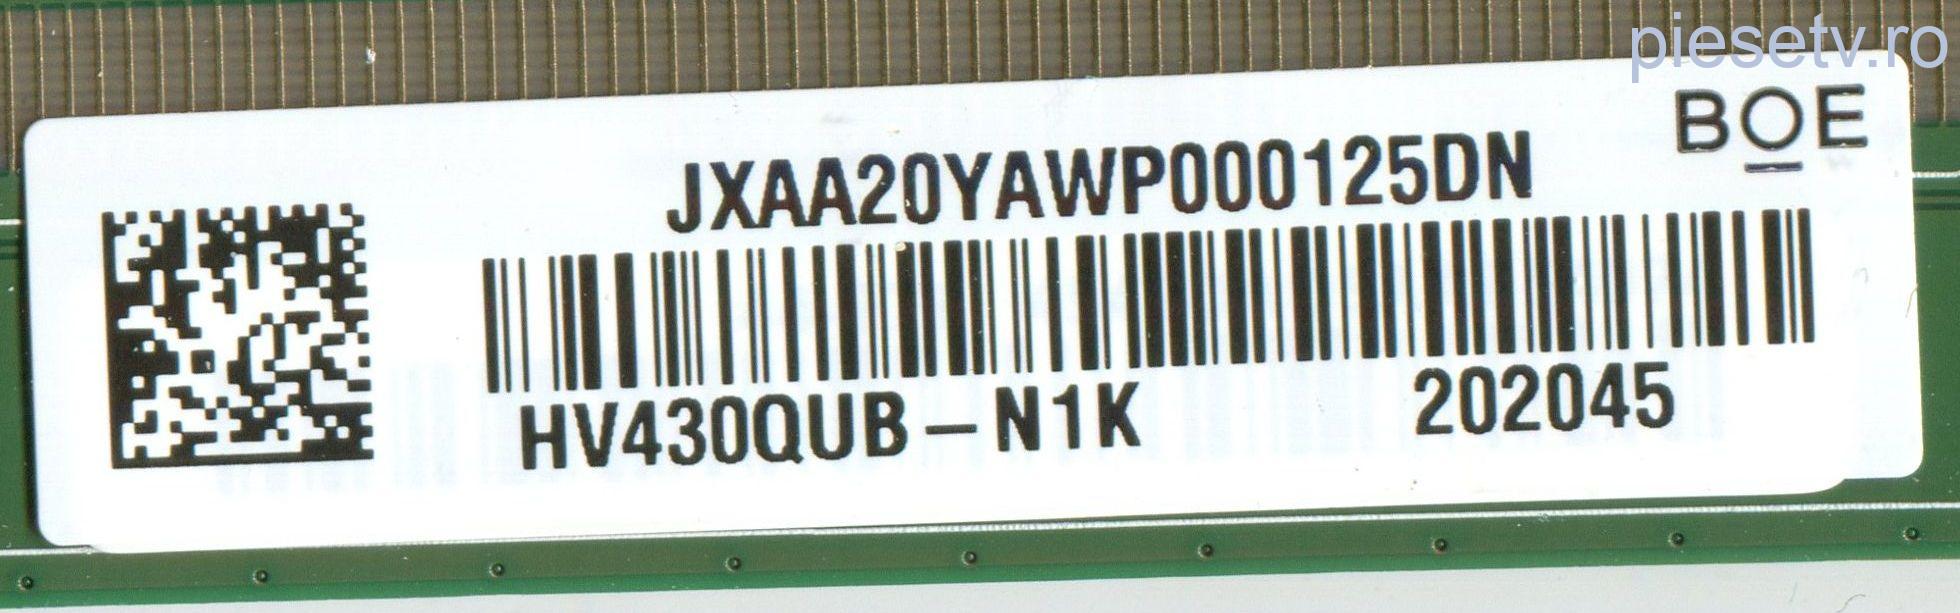 piesetv.ro
BOE
JXAA20YAWP000125DN
HV430QUB-N1K 202045